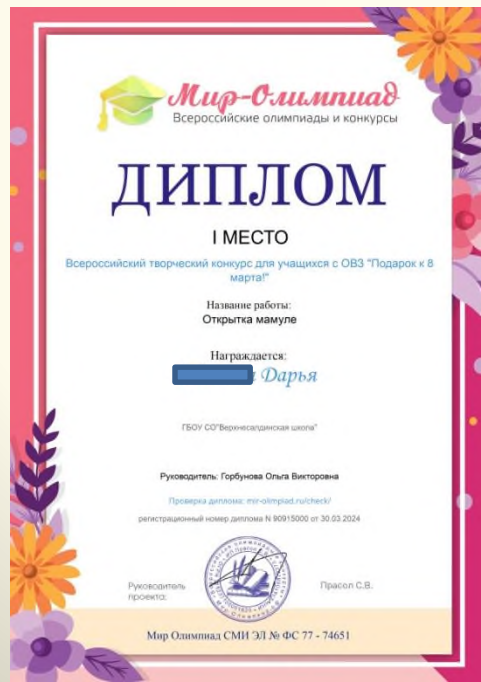 Мир-Олимпиад
Всероссийские олимпиады и конкурсы
ДИПЛОМ
I МЕСТО
Всероссийский творческий конкурс для учащихся с ОВЗ "Подарок к 8
марта!"
Название работы:
Открытка мамуле
Награждается:
Дарья
ГБОУ СО"Верхнесалдинская школа"
Руководитель: Горбунова Ольга Викторовна
Проверка диплома: mir-olimpiad.ru/check/
регистрационный номер диплома N 90915000 от 30.03.2024
Руководитель
проекта:
Прасол С.В.
Мир Олимпиад СМИ ЭЛ № ФС 77 - 74651